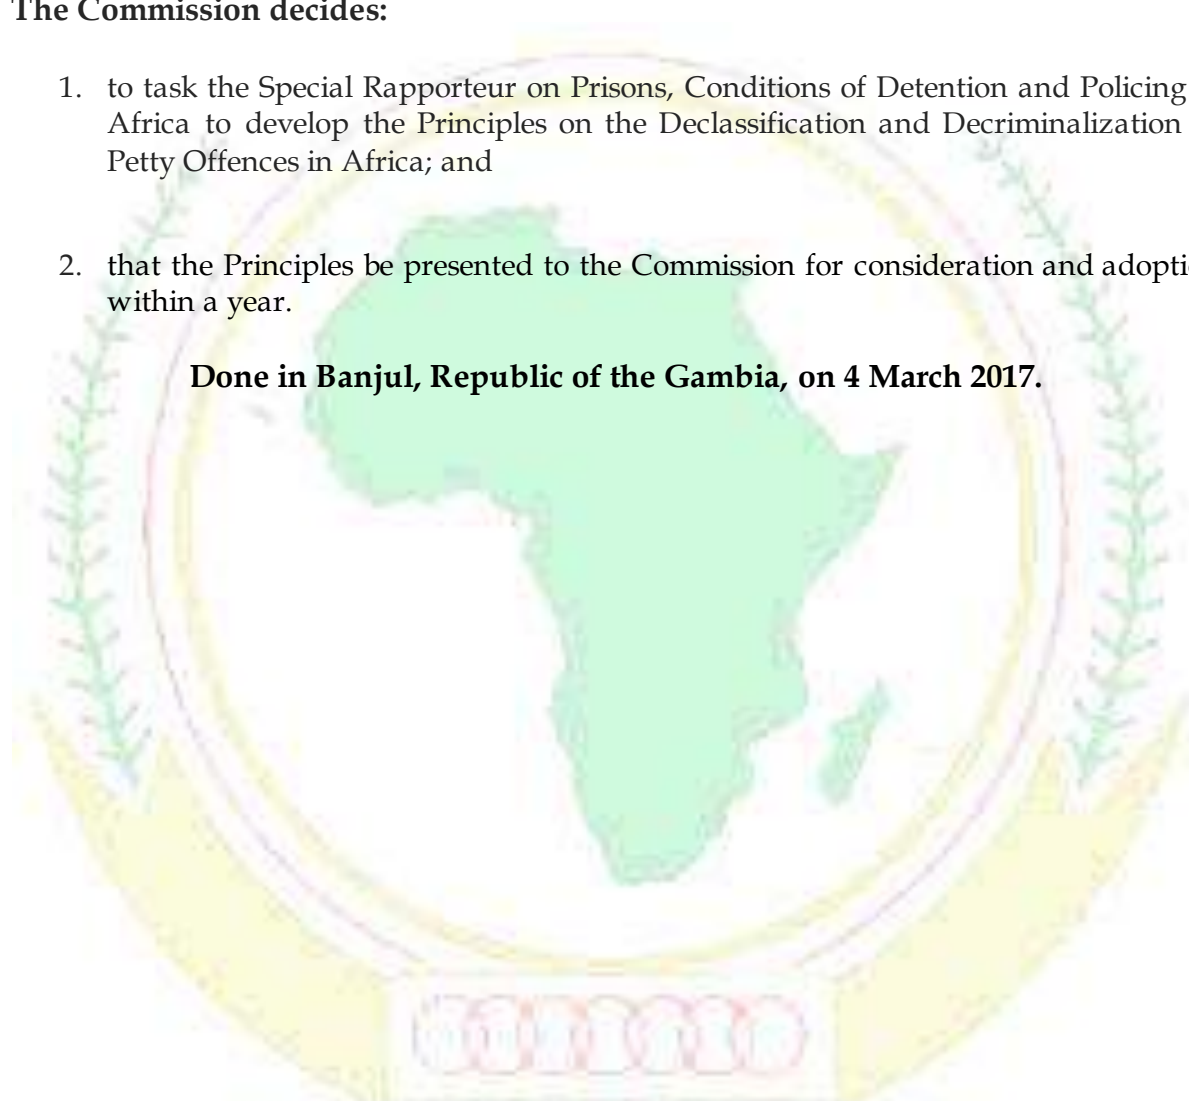 The Commission decides:
1. to task the Special Rapporteur on Prisons, Conditions of Detention and Policing
Africa to develop the Principles on the Declassification and Decriminalization
Petty Offences in Africa; and
2. that the Principles be presented to the Commission for consideration and adopti
within a year.
Done in Banjul, Republic of the Gambia, on 4 March 2017.